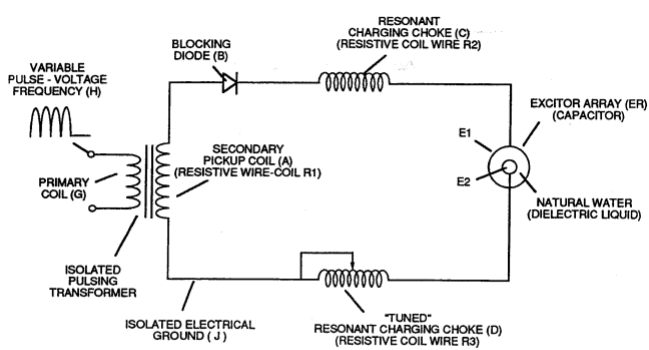 RESONANT
CHARGING CHOKE (C)
(RESISTIVE COIL WIRE R2)
BLOCKING
DIODE (B)
VARIABLE
PULSE - VOLTAGE
FREQUENCY (H)
EXCITOR ARRAY (ER)
(CAPACITOR)
E1
SECONDARY
PICKUP COIL (A)
(RESISTIVE WIRE-COIL R1)
E2
PRIMARY
COIL (G)
NATURAL WATER
(DIELECTRIC LIQUID)
ISOLATED
PULSING
TRANSFORMER
ISOLATED ELECTRICAL
GROUND ( J )
"TUNED"
RESONANT CHARGING CHOKE (D)
(RESISTIVE COIL WIRE R3)